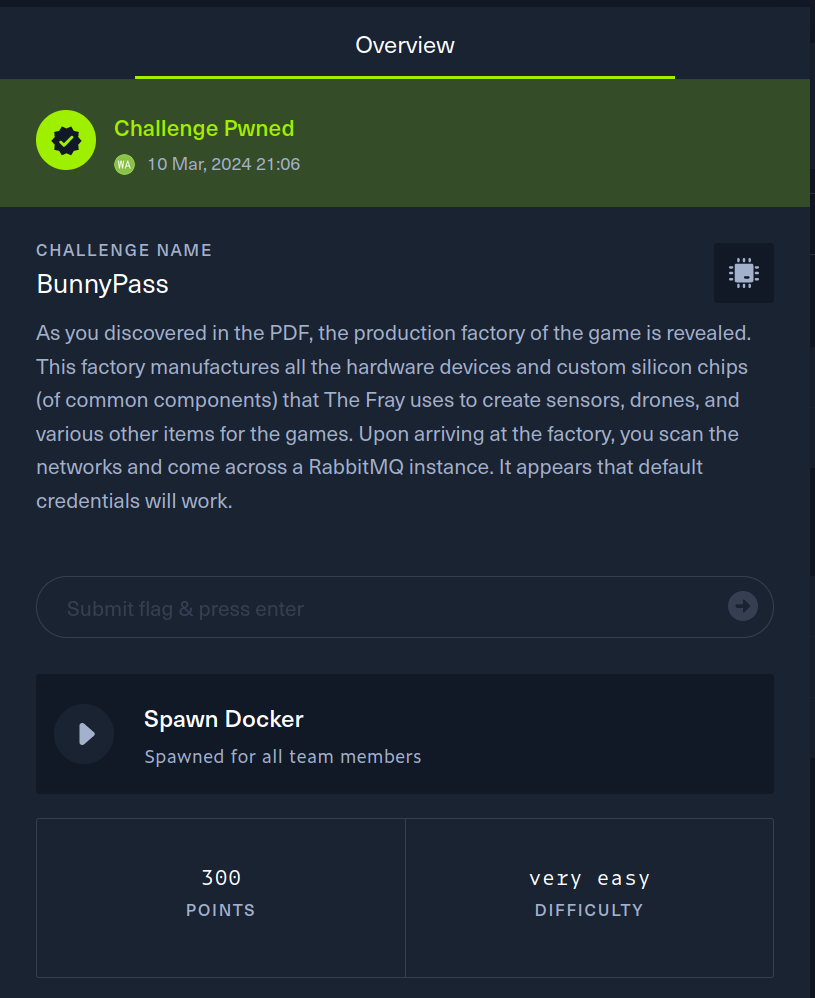 Overview
Challenge Pwned
WA 10 Mar, 2024 21:06
CHALLENGE NAME
BunnyPass
As you discovered in the PDF, the production factory of the game is revealed.
This factory manufactures all the hardware devices and custom silicon chips
(of common components) that The Fray uses to create sensors, drones, and
various other items for the games. Upon arriving at the factory, you scan the
networks and come across a RabbitMQ instance. It appears that default
credentials will work.
Submit flag & press enter
Spawn Docker
Spawned for all team members
300
POINTS
very easy
DIFFICULTY